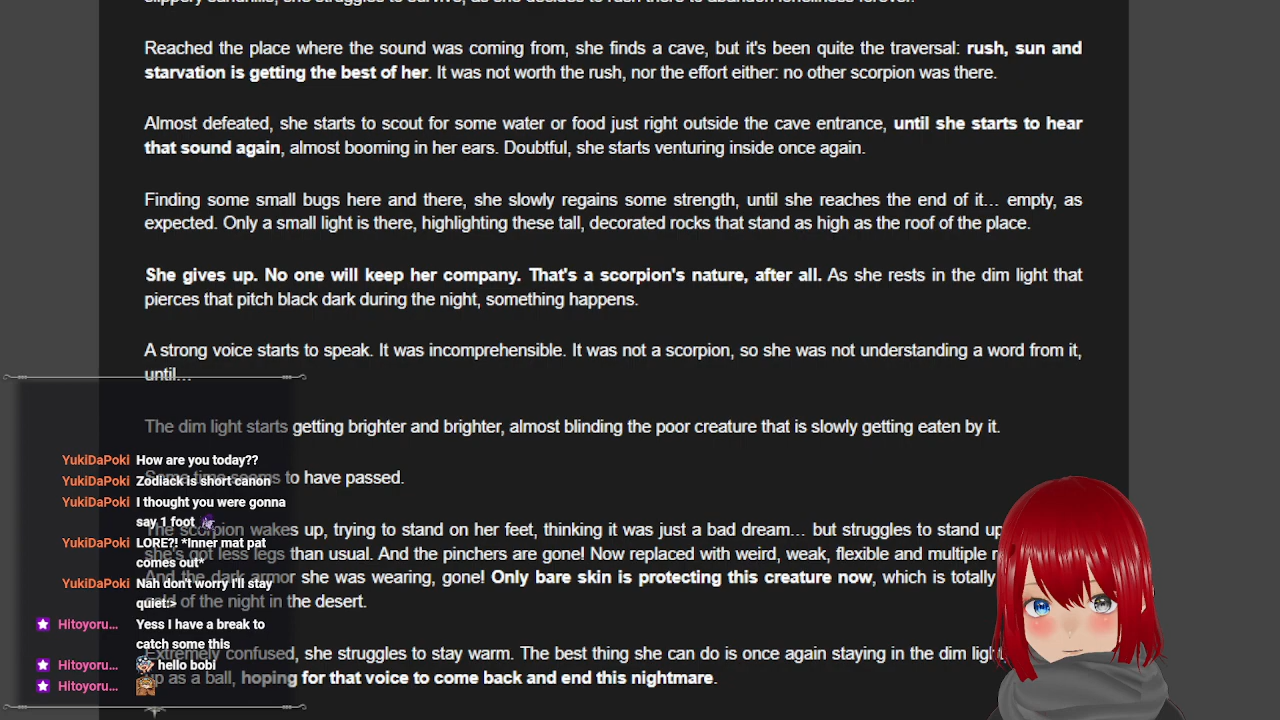 Reached the place where the sound was coming from, she finds a cave, but it's been quite the traversal: rush, sun and
starvation is getting the best of her. It was not worth the rush, nor the effort either: no other scorpion was there.
Almost defeated, she starts to scout for some water or food just right outside the cave entrance, until she starts to hear
that sound again, almost booming in her ears. Doubtful, she starts venturing inside once again.
Finding some small bugs here and there, she slowly regains some strength, until she reaches the end of it... empty, as
expected. Only a small light is there, highlighting these tall, decorated rocks that stand as high as the roof of the place.
She gives up. No one will keep her company. That's a scorpion's nature, after all. As she rests in the dim light that
pierces that pitch black dark during the night, something happens.
A strong voice starts to speak. It was incomprehensible. It was not a scorpion, so she was not understanding a word from it,
until...
The dim light starts getting brighter and brighter, almost blinding the poor creature that is slowly getting eaten by it.
Some time seems to have passed.
The scorpion wakes up, trying to stand on her feet, thinking it was just a bad dream... but struggles to stand up
she's got less legs than usual. And the pinchers are gone! Now replaced with weird, weak, flexible and multiple
And the dark armor she was wearing, gone! Only bare skin is protecting this creature now, which is totally
of the night in the desert.
Extremely confused, she struggles to stay warm. The best thing she can do is once again staying in the dim
up as a ball, hoping for that voice to come back and end this nightmare.
YukiDaPoki How are you today??
YukiDaPoki Zodiack is short canon
YukiDaPoki I thought you were gonna
say 1 foot
YukiDaPoki LORE?! *Inner mat pat
comes out*
YukiDaPoki Nah don't worry I'll stay
quiet:>
Hitoyoru... Yess I have a break to
catch some this
Hitoyoru... hello bobi
Hitoyoru...